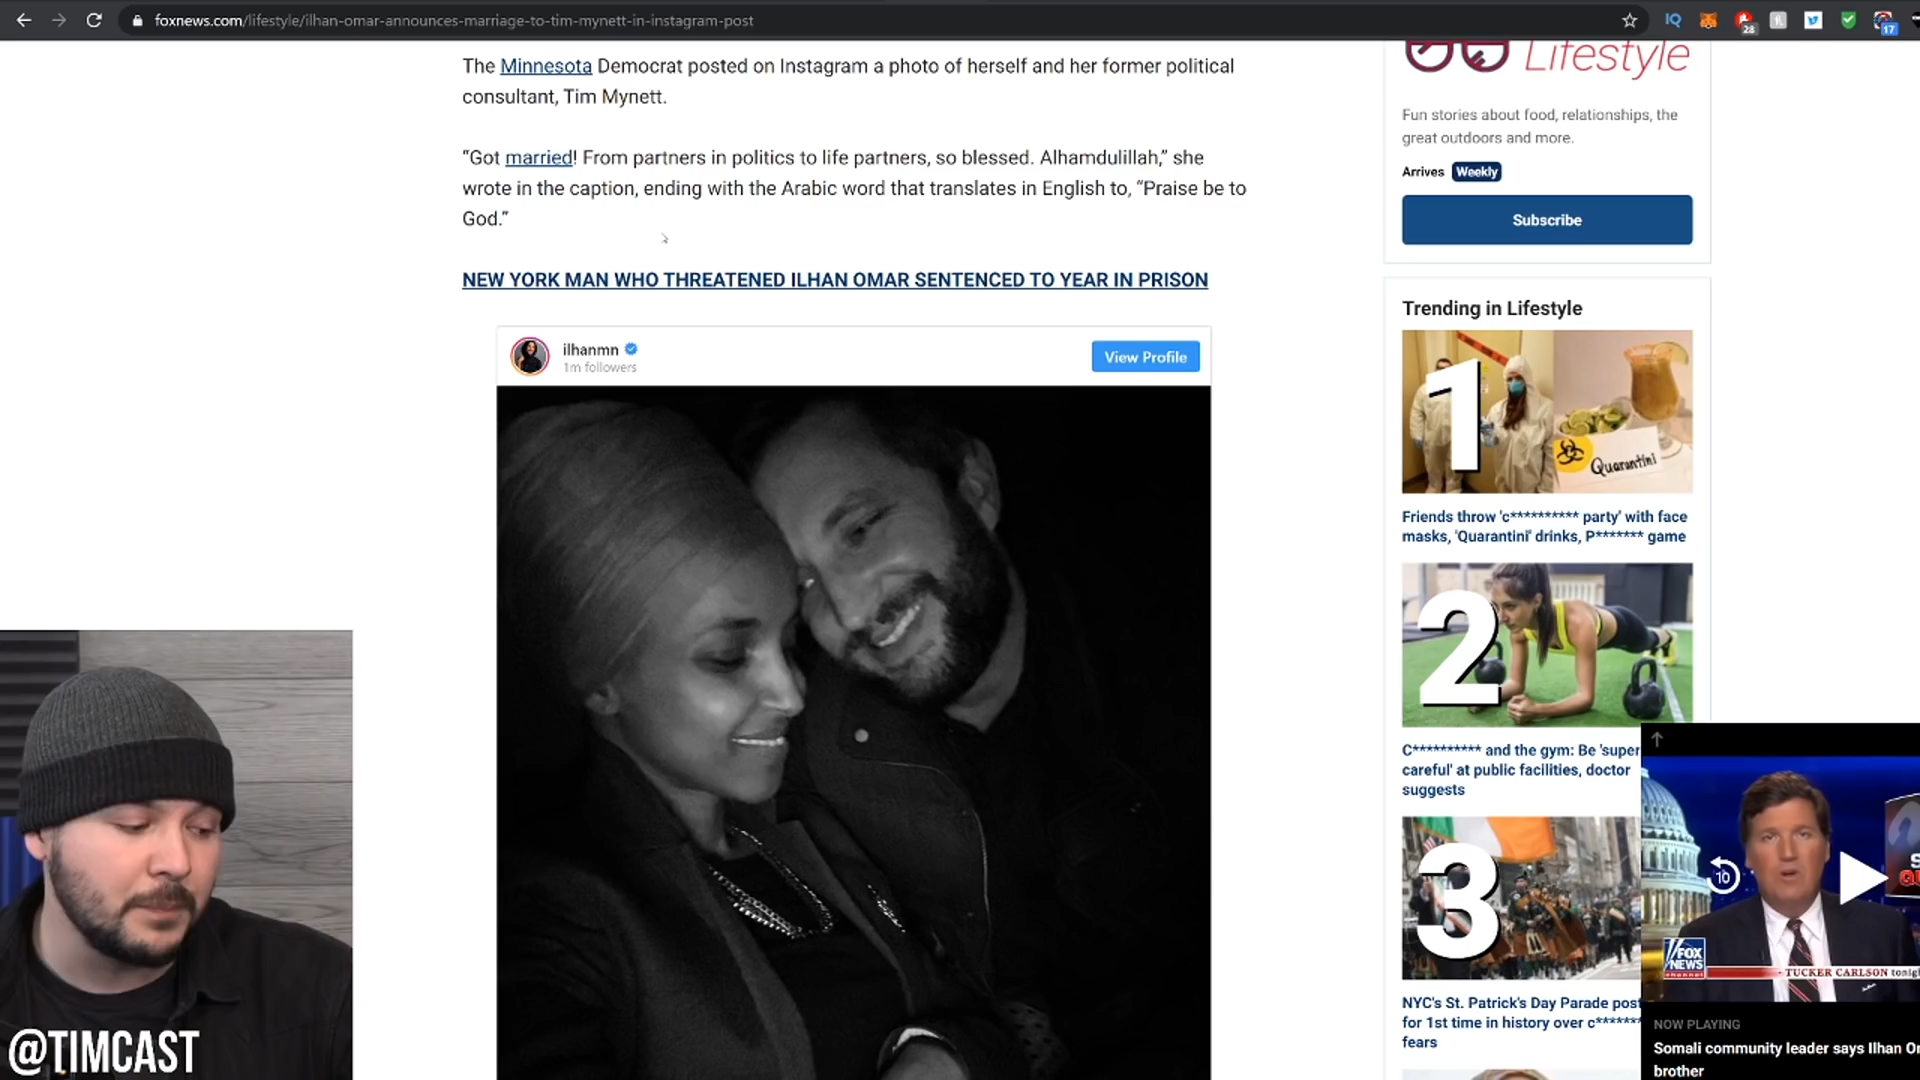 foxnews.com/lifestyle/ilhan-omar-announces-marriage-to-tim-mynett-in-instagram-post
IQ
28
17
The Minnesota Democrat posted on Instagram a photo of herself and her former political
consultant, Tim Mynett.
“Got married! From partners in politics to life partners, so blessed. Alhamdulillah,” she
wrote in the caption, ending with the Arabic word that translates in English to, “Praise be to
God.”
NEW YORK MAN WHO THREATENED ILHAN OMAR SENTENCED TO YEAR IN PRISON
ilhanmn
1m followers
View Profile
@TIMCAST
Lifestyle
Fun stories about food, relationships, the
great outdoors and more.
Arrives Weekly
Subscribe
Trending in Lifestyle
1
Quarantini
Friends throw 'c********** party' with face
masks, 'Quarantini' drinks, P******* game
2
C********** and the gym: Be 'super
careful' at public facilities, doctor
suggests
3
NYC's St. Patrick's Day Parade post
for 1st time in history over c******
fears
10
FOX
NEWS
channel
TUCKER CARLSON tonigh
NOW PLAYING
Somali community leader says Ilhan O
brother